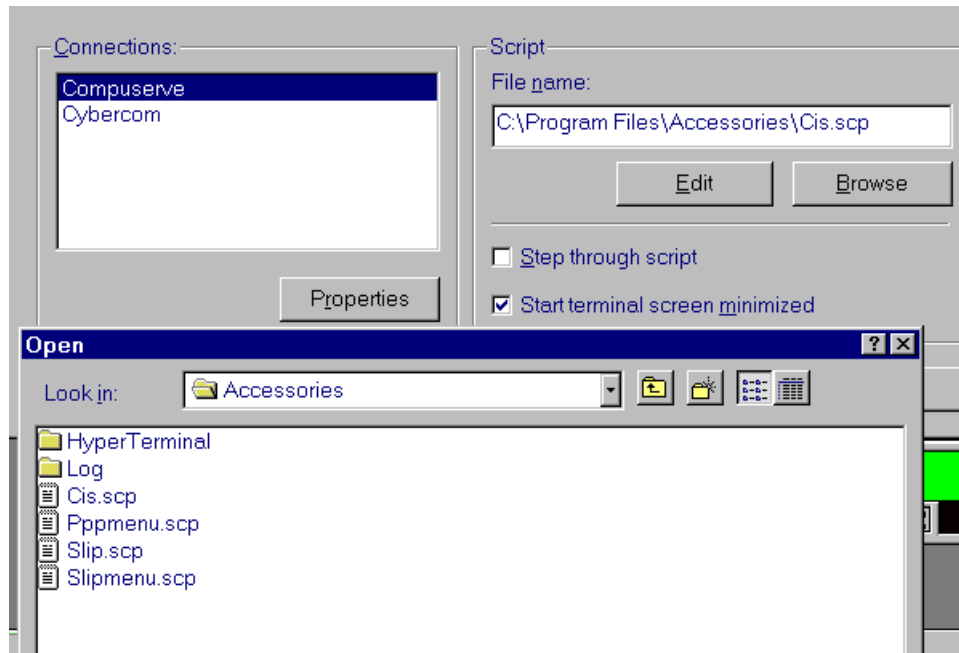 Connections:
Compuserve
Cybercom
Properties
Script
File name:
C:\Program Files\Accessories\Cis.scp
Edit
Browse
Step through script
Start terminal screen minimized
Open
Look in:
Accessories
HyperTerminal
Log
Cis.scp
Pppmenu.scp
Slip.scp
Slipmenu.scp